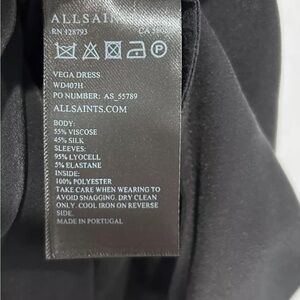 ALLSAINTS
RN 128793 CA
VEGA DRESS
WD407H
PO NUMBER: AS_55789
ALLSAINTS.COM
BODY:
55% VISCOSE
45% SILK
SLEEVES:
95% LYOCELL
5% ELASTANE
INSIDE:
100% POLYESTER
TAKE CARE WHEN WEARING TO
AVOID SNAGGING. DRY CLEAN
ONLY. COOL IRON ON REVERSE
SIDE.
MADE IN PORTUGAL